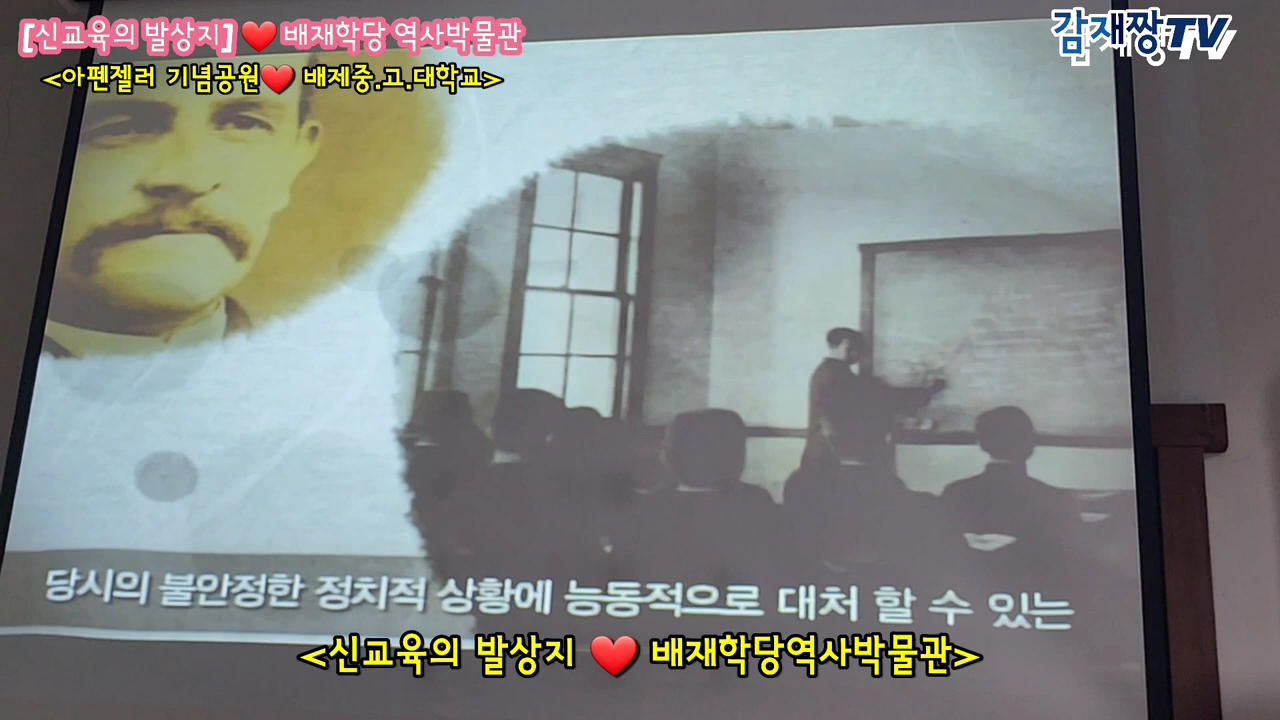 [신교육의 발상지]❤️배재학당 역사박물관
<아펜젤러 기념공원❤️ 배제중.고.대학교>
감재짱TV
당시의 불안정한 정치적 상황에 능동적으로 대처 할 수 있는
<신교육의 발상지 ❤️ 배재학당역사박물관>